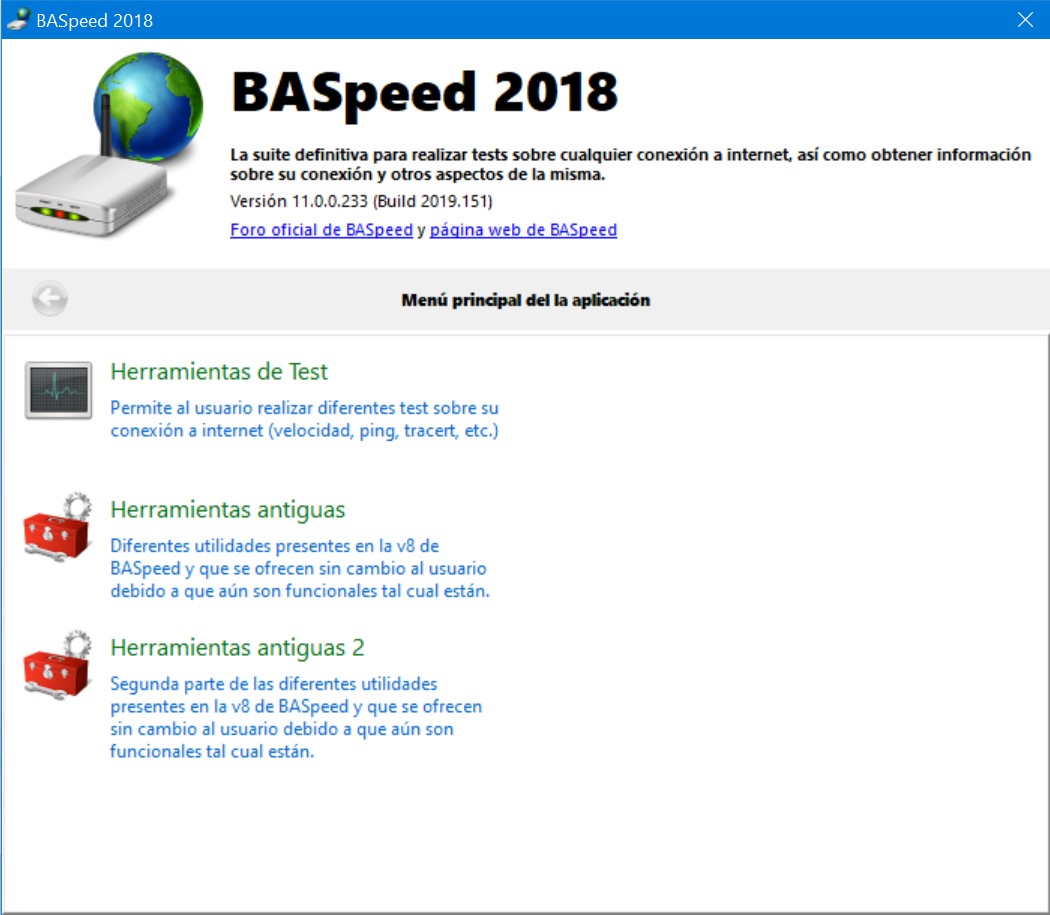 BASpeed 2018
BASpeed 2018
La suite definitiva para realizar tests sobre cualquier conexión a internet, así como obtener información
sobre su conexión y otros aspectos de la misma.
Versión 11.0.0.233 (Build 2019.151)
Foro oficial de BASpeed y página web de BASpeed
Menú principal del la aplicación
Herramientas de Test
Permite al usuario realizar diferentes test sobre su
conexión a internet (velocidad, ping, tracert, etc.)
Herramientas antiguas
Diferentes utilidades presentes en la v8 de
BASpeed y que se ofrecen sin cambio al usuario
debido a que aún son funcionales tal cual están.
Herramientas antiguas 2
Segunda parte de las diferentes utilidades
presentes en la v8 de BASpeed y que se ofrecen
sin cambio al usuario debido a que aún son
funcionales tal cual están.